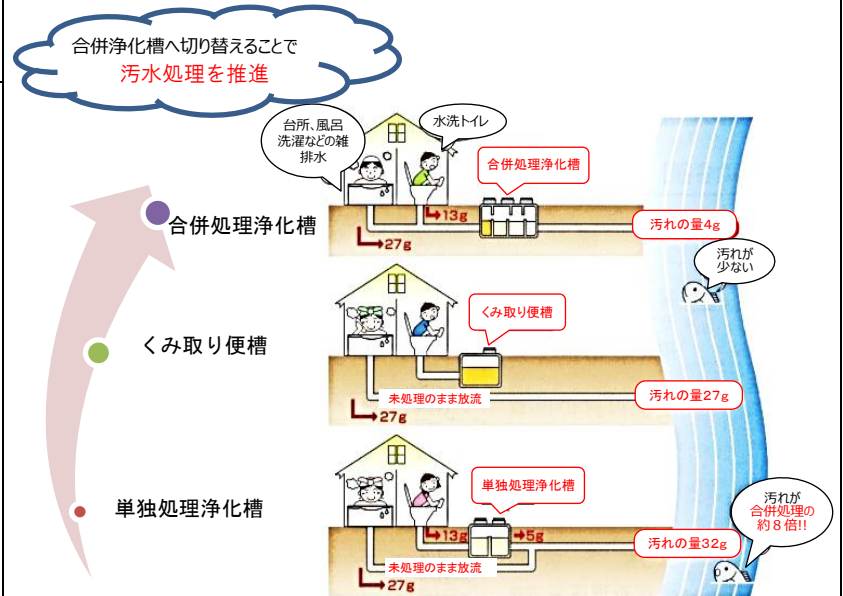 合併浄化槽へ切り替えることで
汚水処理を推進
台所、風呂
洗濯などの雑
排水
水洗トイレ
合併処理浄化槽
合併処理浄化槽
13g
27g
汚れの量4g
汚れが
少ない
くみ取り便槽
くみ取り便槽
未処理のまま放流
27g
汚れの量27g
単独処理浄化槽
単独処理浄化槽
13g
5g
未処理のまま放流
27g
汚れの量32g
汚れが
合併処理の
約8倍!!